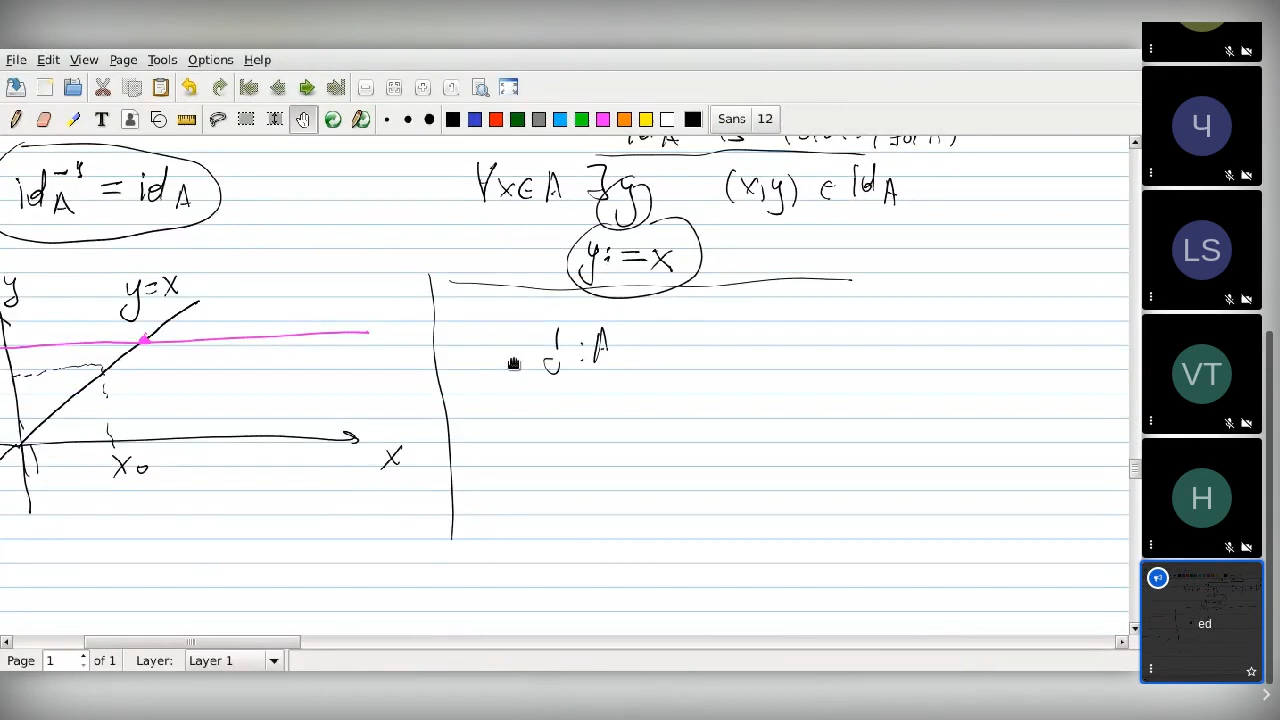 File Edit View Page Tools Options Help
Sans 12
id_A^{-1} = id_A
∀x∈A ∃y (x,y) ∈ Id_A
y:=x
y
y=x
x_0
x
:A
Page 1 of 1 Layer: Layer 1
Ч
LS
VT
H
ed